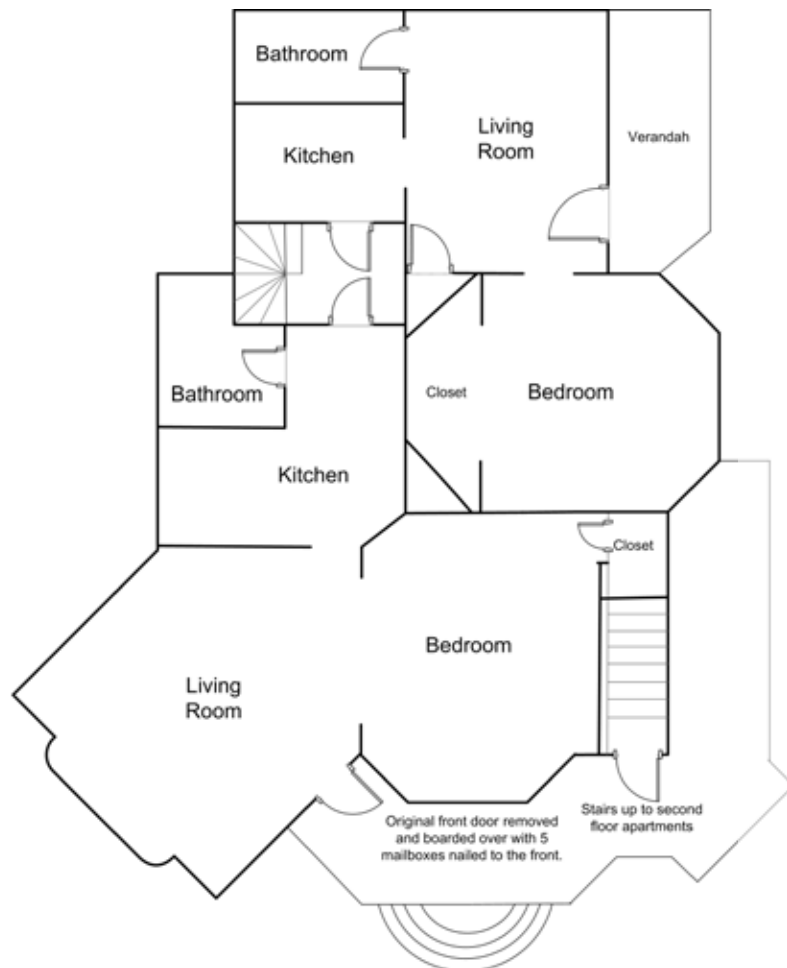 Bathroom
Kitchen
Living
Room
Verandah
Bathroom
Closet
Bedroom
Kitchen
Closet
Bedroom
Living
Room
Original front door removed
and boarded over with 5
mailboxes nailed to the front.
Stairs up to second
floor apartments